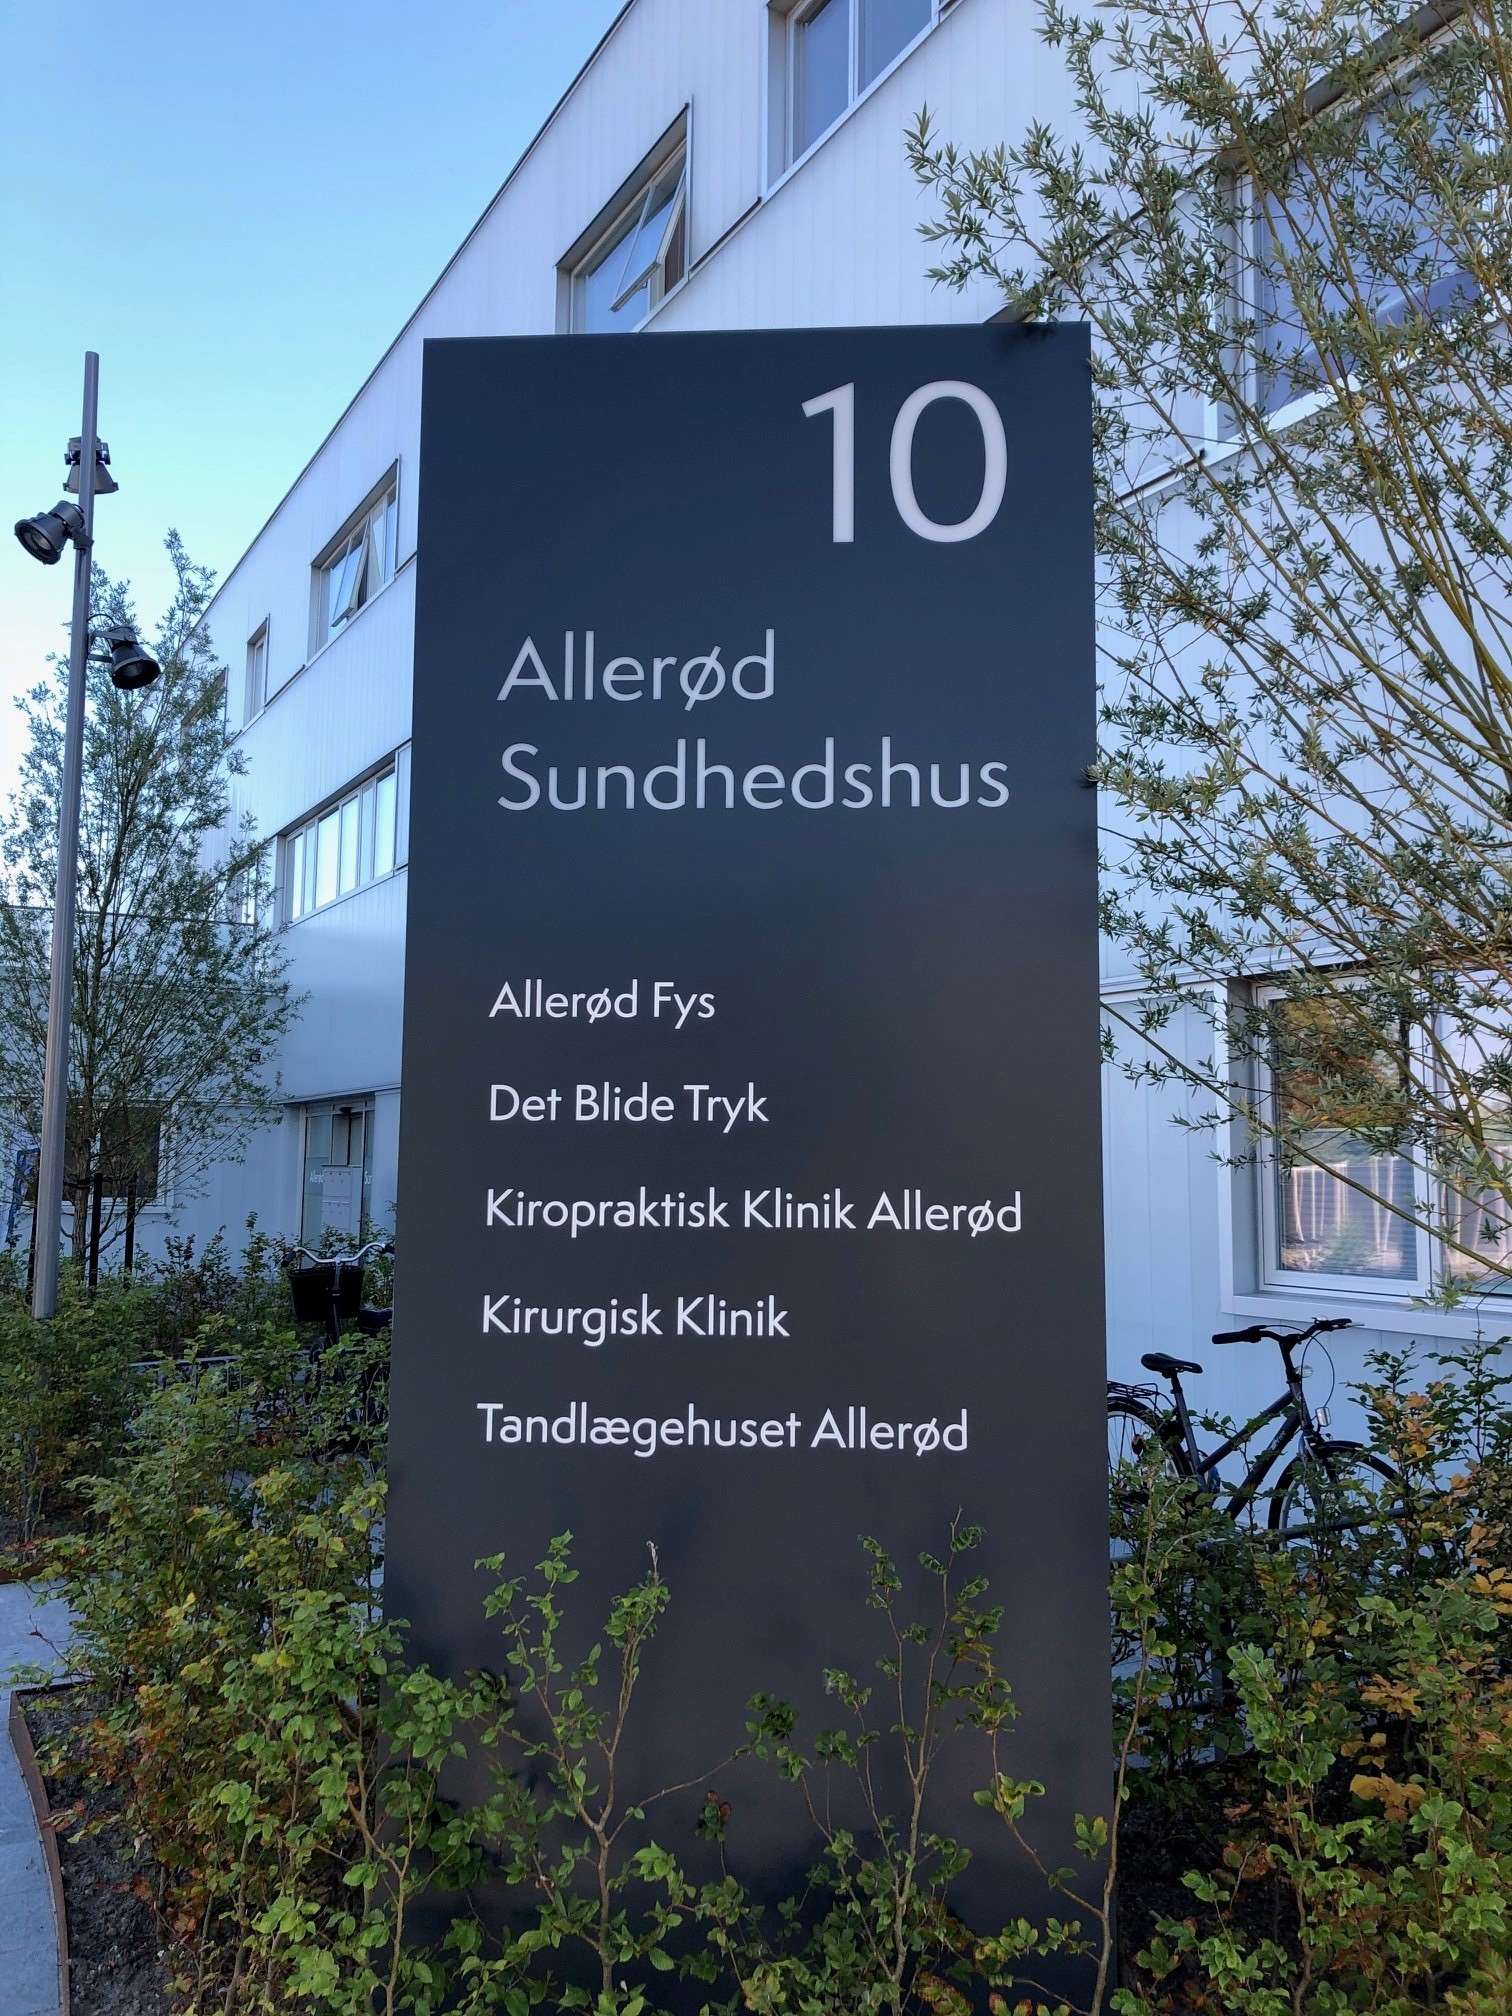 10
Allerød
Sundhedshus
Allerød Fys
Det Blide Tryk
Kiropraktisk Klinik Allerød
Kirurgisk Klinik
Tandlægehuset Allerød